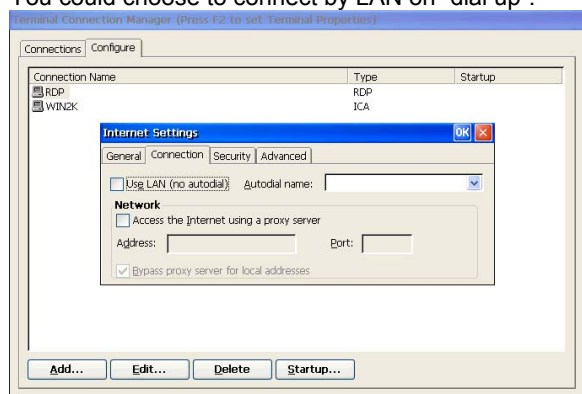 You could choose to connect by LAN on "dial up".
Terminal Connection Manager (Press F2 to set Terminal Properties)
Connections Configure
Connection Name Type Startup
RDP RDP
WIN2K ICA
Internet Settings OK
General Connection Security Advanced
Use LAN (no autodial) Autodial name:
Network
Access the Internet using a proxy server
Address: Port:
Bypass proxy server for local addresses
Add... Edit... Delete Startup...